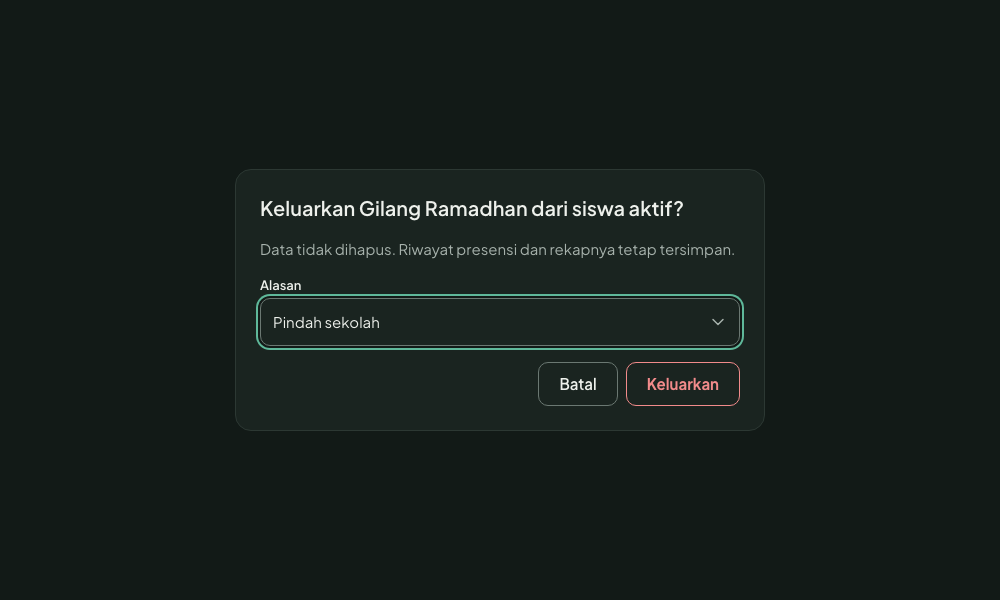 Keluarkan Gilang Ramadhan dari siswa aktif?
Data tidak dihapus. Riwayat presensi dan rekapnya tetap tersimpan.
Alasan
Pindah sekolah
Batal
Keluarkan